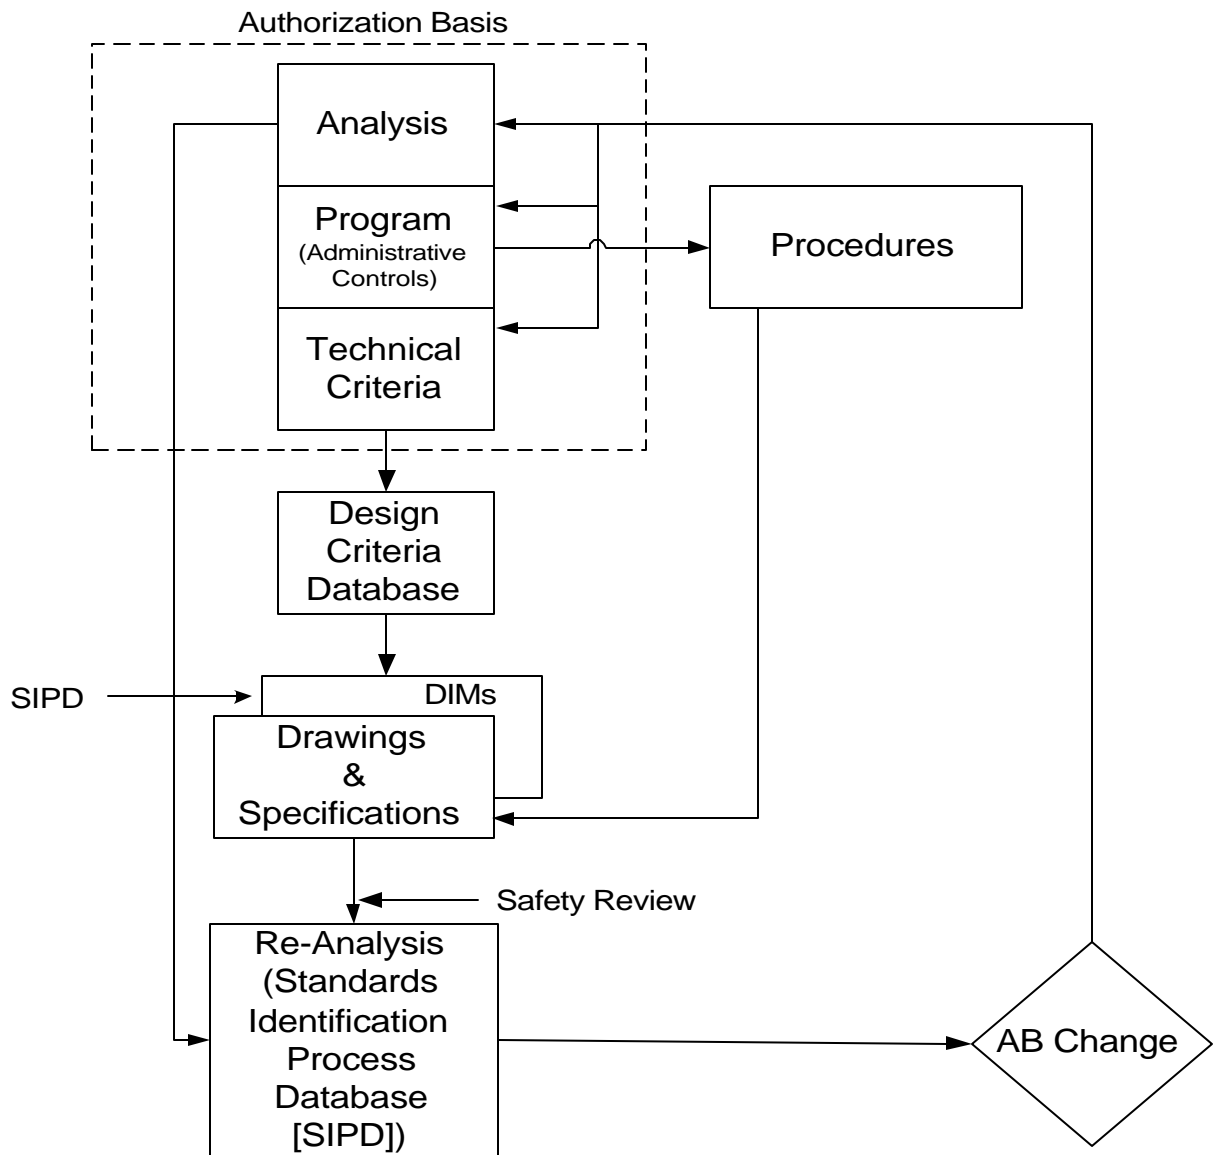 Authorization Basis
Analysis
Program
(Administrative
Controls)
Procedures
Technical
Criteria
Design
Criteria
Database
SIPD
DIMs
Drawings
&
Specifications
Safety Review
Re-Analysis
(Standards
Identification
Process
Database
[SIPD])
AB Change